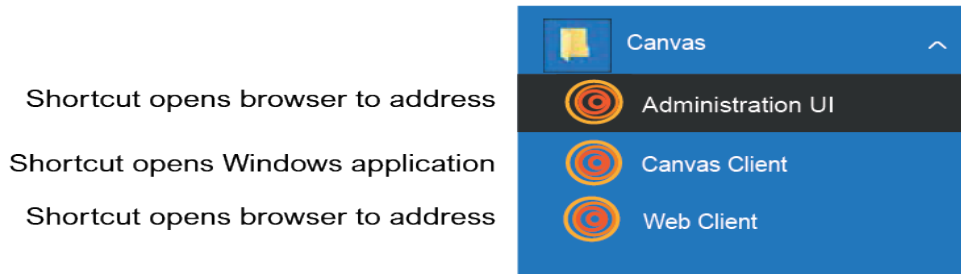 Canvas
Shortcut opens browser to address Administration UI
Shortcut opens Windows application Canvas Client
Shortcut opens browser to address Web Client